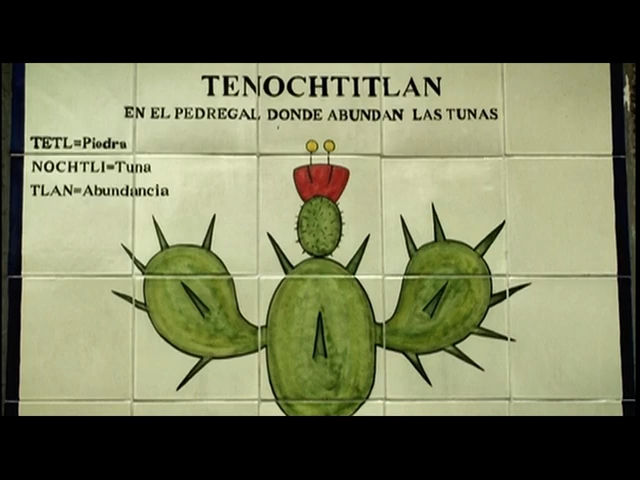 TENOCHTITLAN
EN EL PEDREGAL DONDE ABUNDAN LAS TUNAS
TETL=Piedra
NOCHTLI=Tuna
TLAN=Abundancia